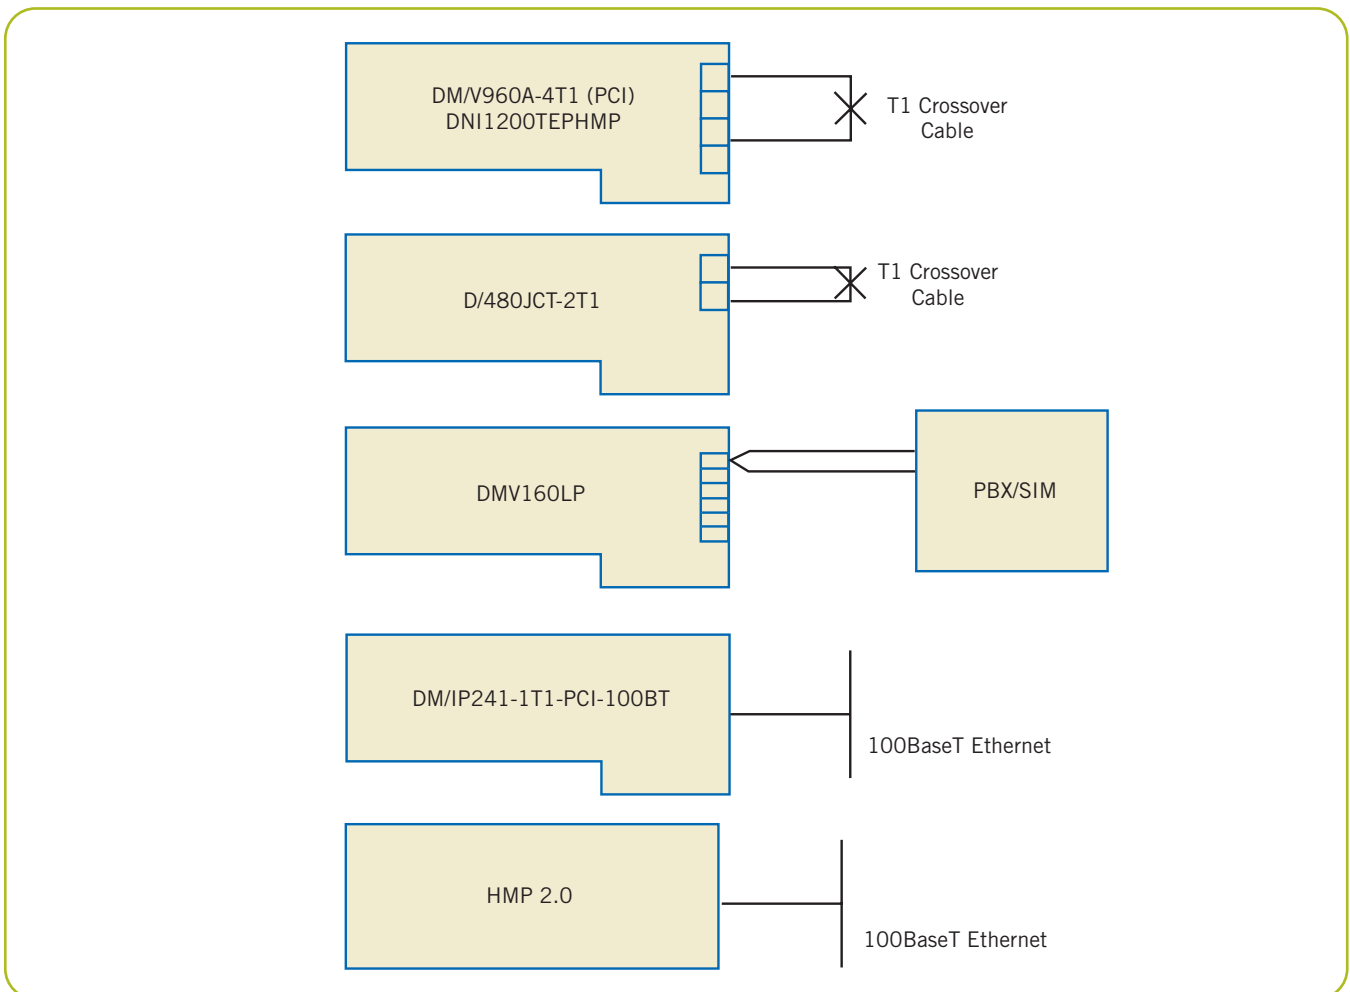 DM/V960A-4T1 (PCI)
DNI1200TEPHMP
T1 Crossover
Cable
D/480JCT-2T1
T1 Crossover
Cable
DMV160LP
PBX/SIM
DM/IP241-1T1-PCI-100BT
100BaseT Ethernet
HMP 2.0
100BaseT Ethernet